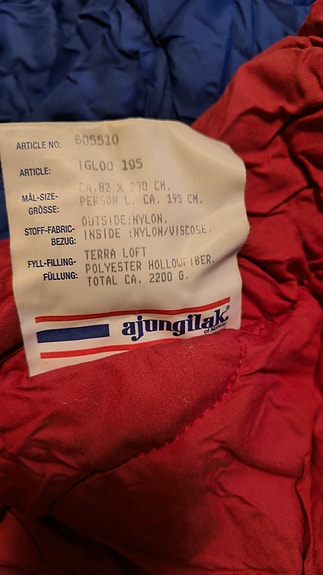 ARTICLE NO: 605510
ARTICLE: IGLOO 195
MÅL-SIZE-GRÖSSE: CA.82 X 230 CM.
PERSON L. CA. 195 CM.
STOFF-FABRIC-BEZUG: OUTSIDE:NYLON.
INSIDE :NYLON/VISCOSE.
FYLL-FILLING-FÜLLUNG: TERRA LOFT
POLYESTER HOLLOWFIBER.
TOTAL CA. 2200 G.
ajungilak®